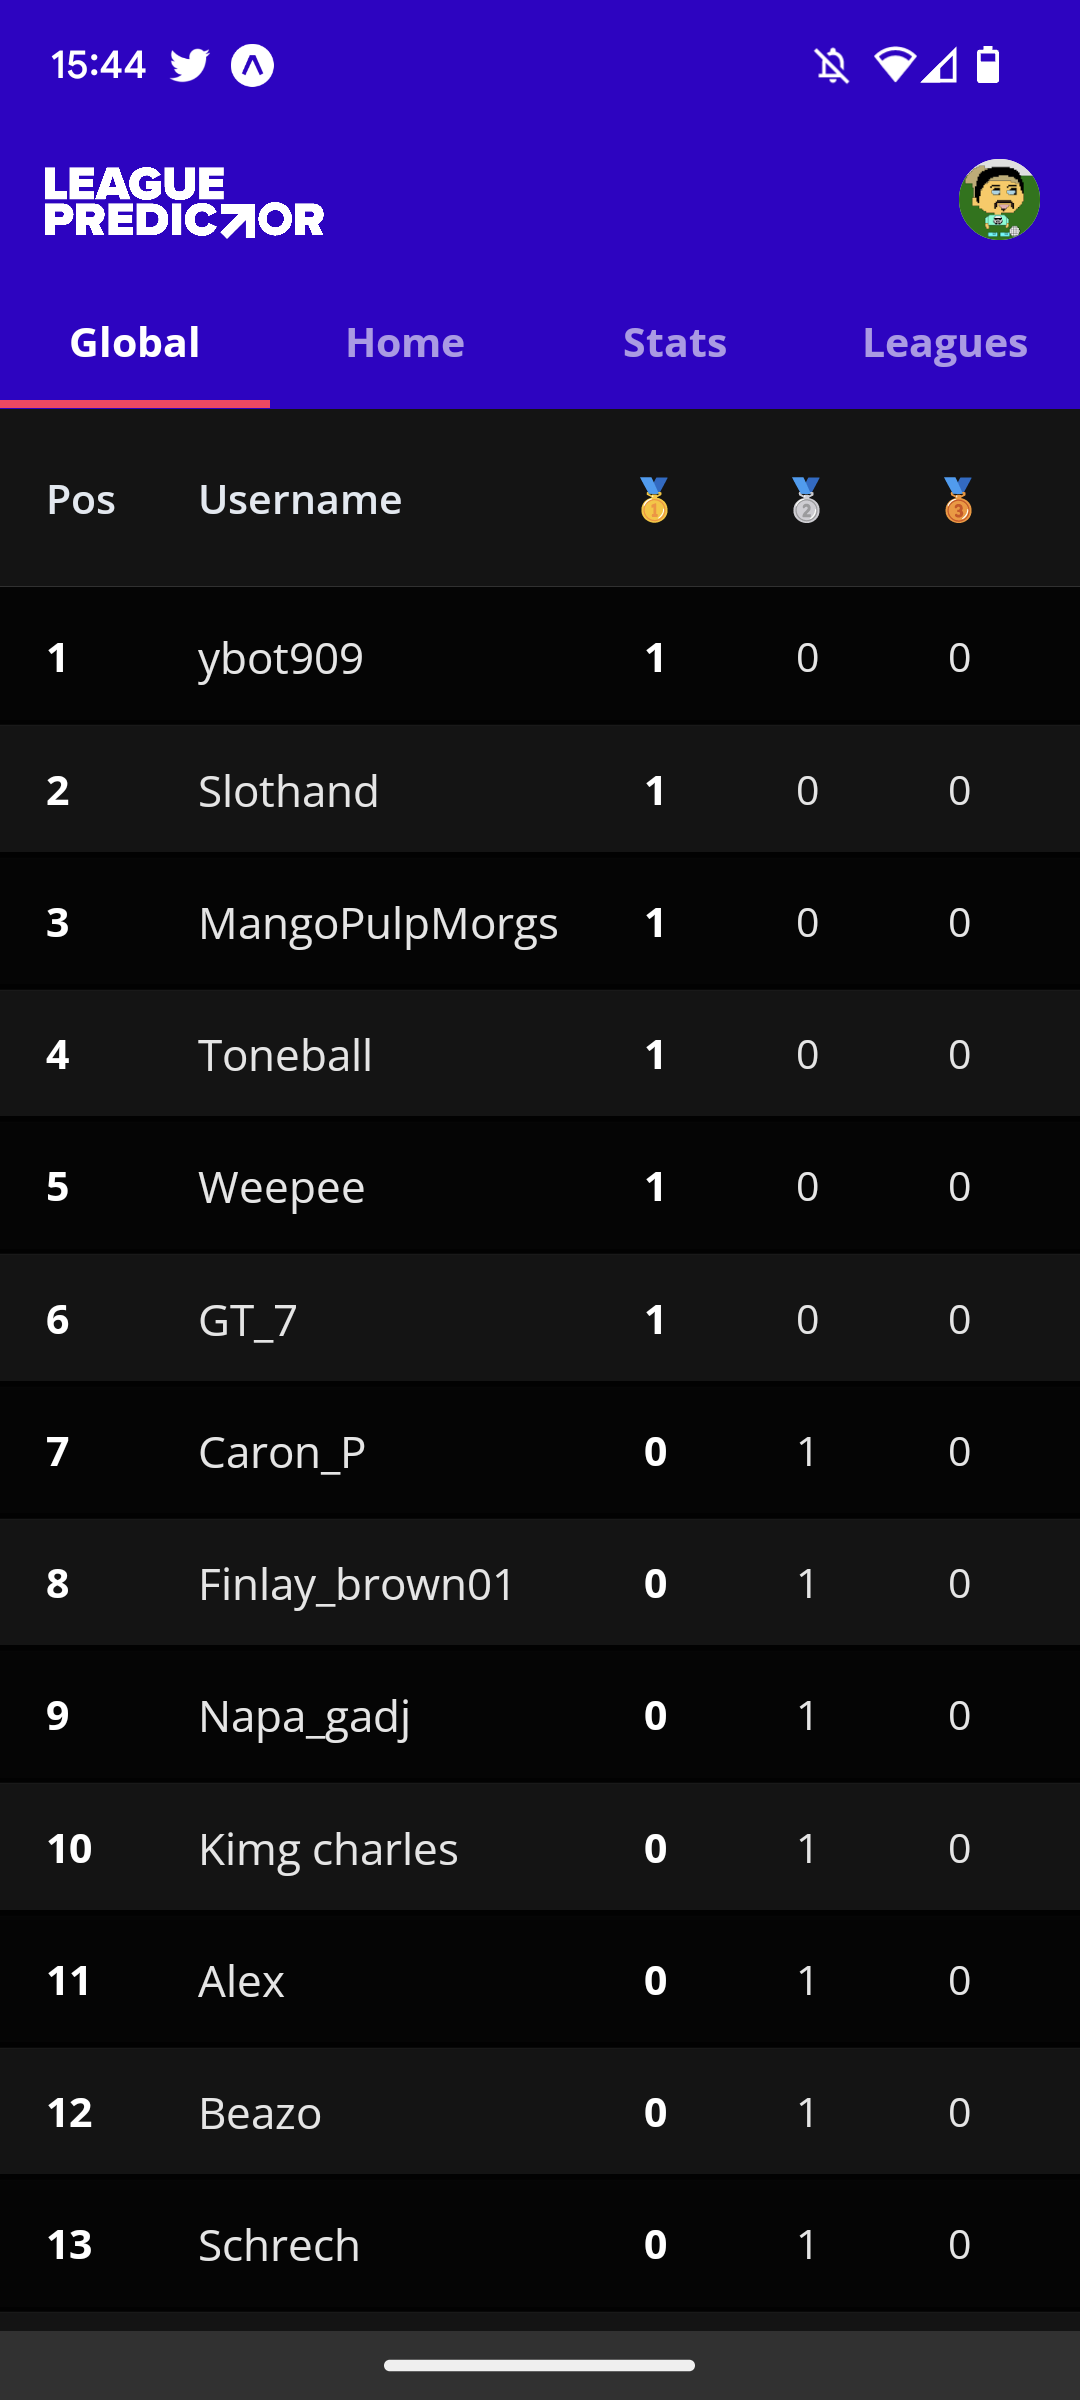 15:44
LEAGUE
PREDICTOR
Global Home Stats Leagues
Pos Username 1 2 3
1 ybot909 1 0 0
2 Slothand 1 0 0
3 MangoPulpMorgs 1 0 0
4 Toneball 1 0 0
5 Weepee 1 0 0
6 GT_7 1 0 0
7 Caron_P 0 1 0
8 Finlay_brown01 0 1 0
9 Napa_gadj 0 1 0
10 Kimg charles 0 1 0
11 Alex 0 1 0
12 Beazo 0 1 0
13 Schrech 0 1 0